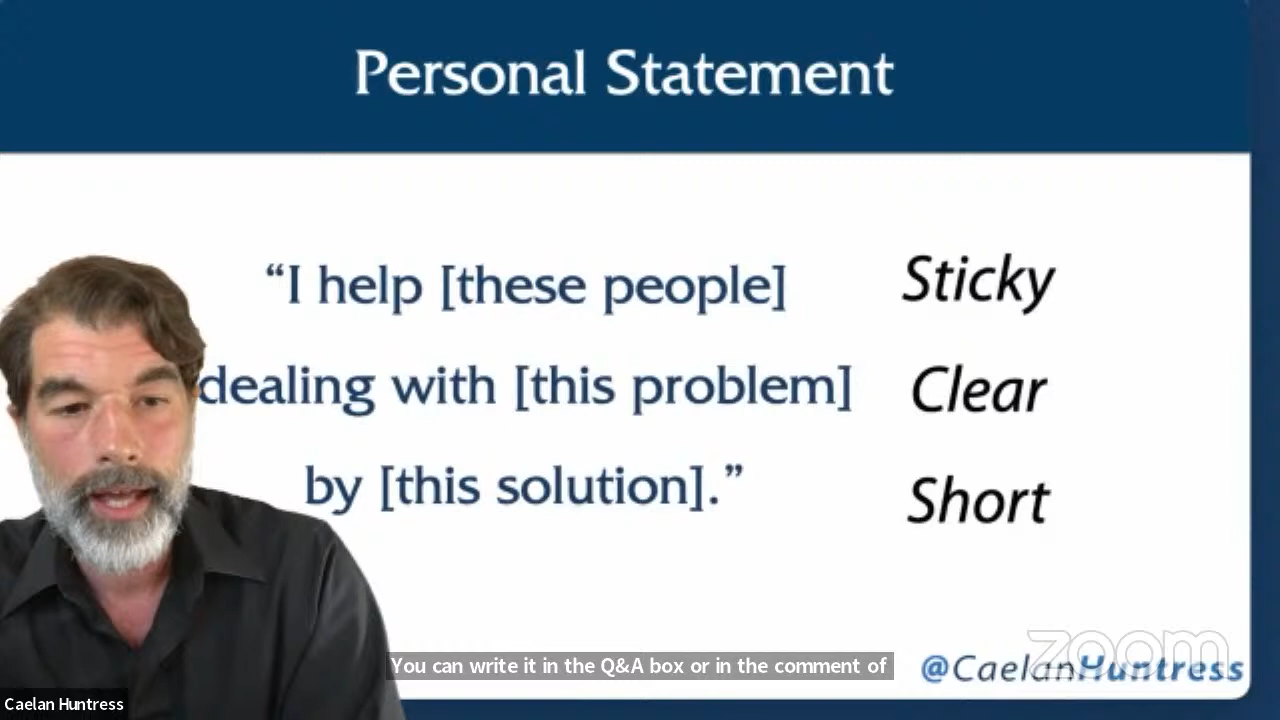 Personal Statement
“I help [these people]
dealing with [this problem]
by [this solution].”
Sticky
Clear
Short
You can write it in the Q&A box or in the comment of
zoom
@CaelanHuntress
Caelan Huntress